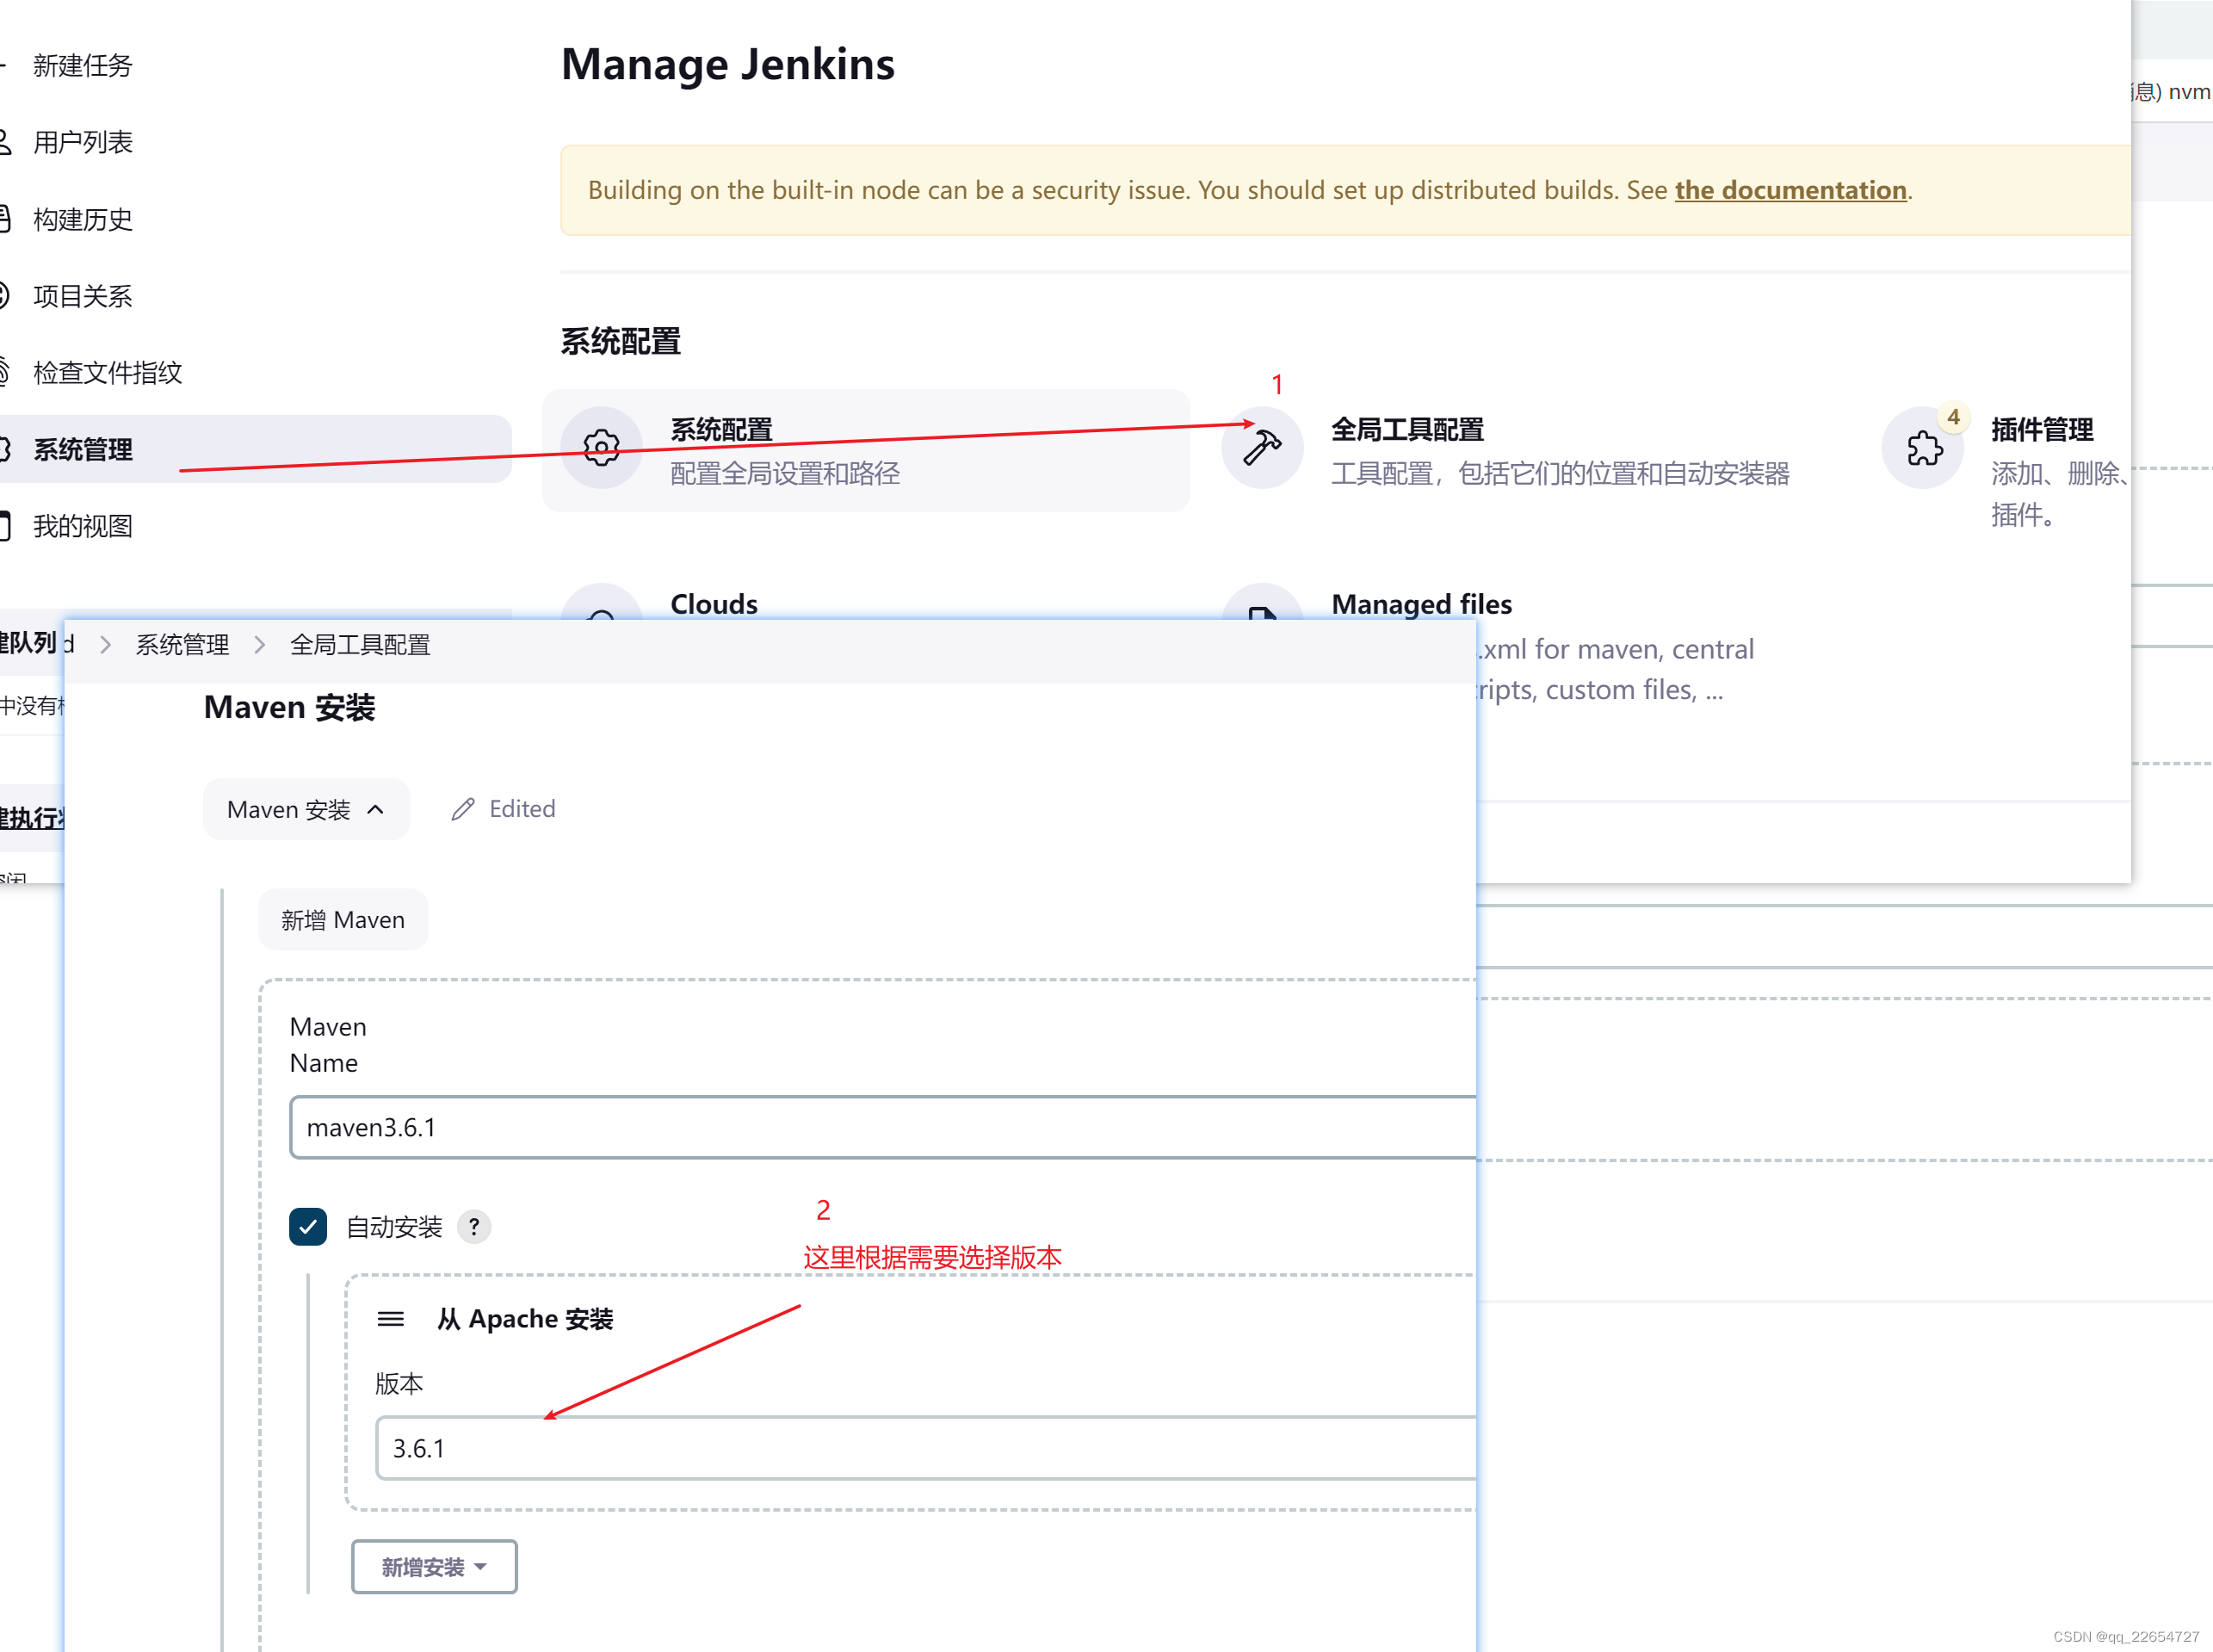 新建任务
用户列表
构建历史
项目关系
检查文件指纹
系统管理
我的视图
Manage Jenkins
Building on the built-in node can be a security issue. You should set up distributed builds. See the documentation.
系统配置
1
系统配置
配置全局设置和路径
全局工具配置
工具配置，包括它们的位置和自动安装器
4
插件管理
添加、删除、
插件。
Clouds
Managed files
.xml for maven, central
ripts, custom files, ...
息) nvm
建队列
中没有
建执行
d > 系统管理 > 全局工具配置
Maven 安装
Maven 安装
Edited
新增 Maven
Maven
Name
maven3.6.1
自动安装 ?
2
这里根据需要选择版本
从 Apache 安装
版本
3.6.1
新增安装
CSDN @qq_22654727